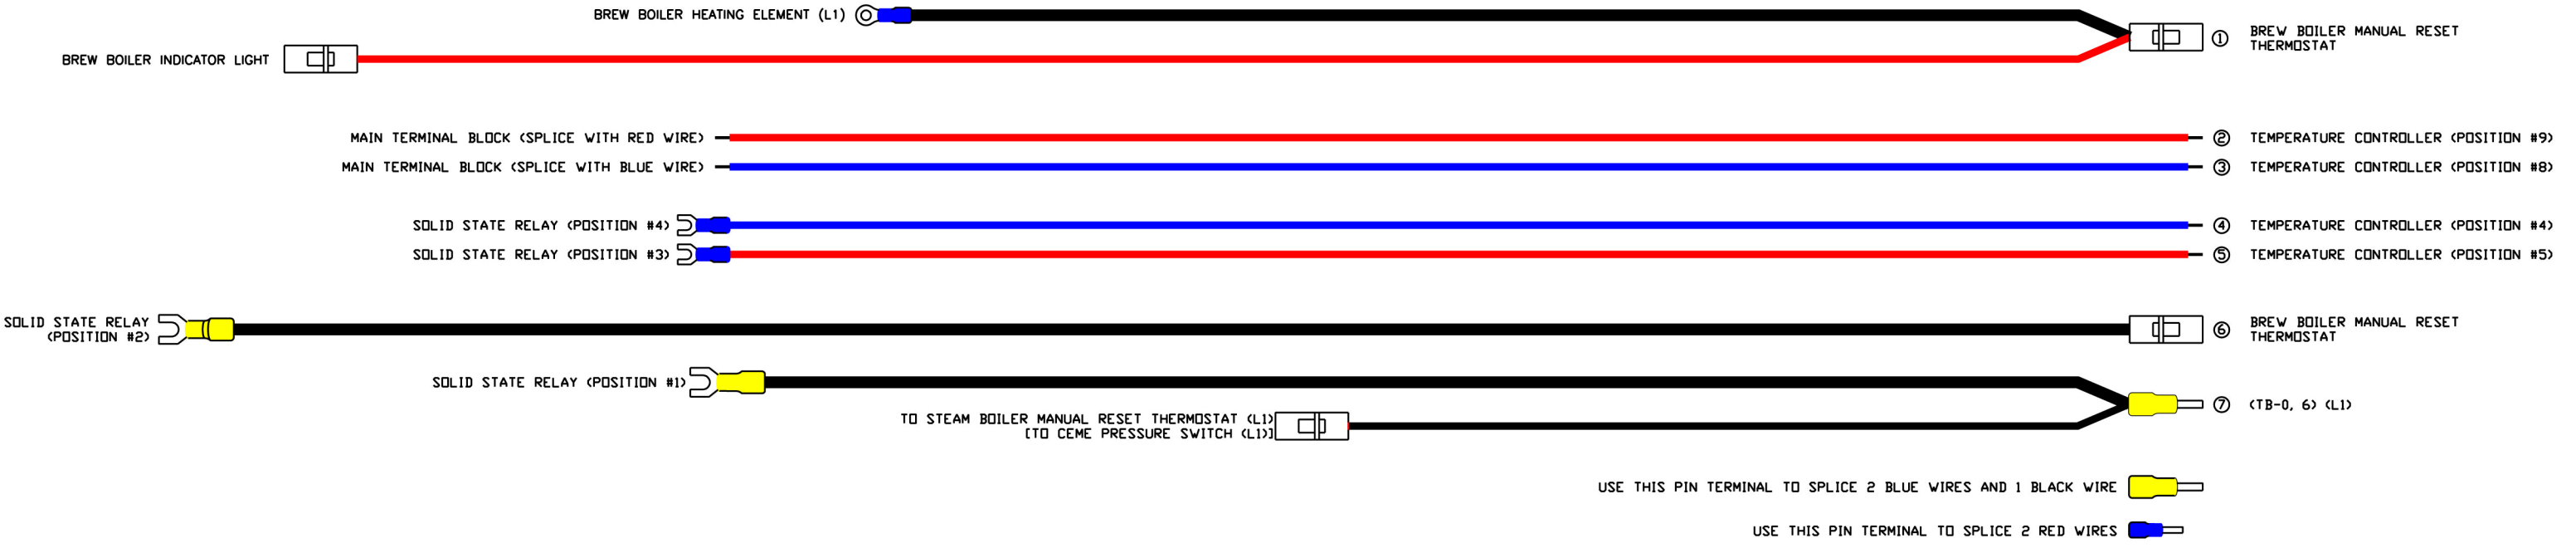 BREW BOILER HEATING ELEMENT (L1)
① BREW BOILER MANUAL RESET
THERMOSTAT
BREW BOILER INDICATOR LIGHT
MAIN TERMINAL BLOCK (SPLICE WITH RED WIRE)
② TEMPERATURE CONTROLLER (POSITION #9)
MAIN TERMINAL BLOCK (SPLICE WITH BLUE WIRE)
③ TEMPERATURE CONTROLLER (POSITION #8)
SOLID STATE RELAY (POSITION #4)
④ TEMPERATURE CONTROLLER (POSITION #4)
SOLID STATE RELAY (POSITION #3)
⑤ TEMPERATURE CONTROLLER (POSITION #5)
SOLID STATE RELAY
(POSITION #2)
⑥ BREW BOILER MANUAL RESET
THERMOSTAT
SOLID STATE RELAY (POSITION #1)
⑦ (TB-0, 6) (L1)
TO STEAM BOILER MANUAL RESET THERMOSTAT (L1)
[TO CEME PRESSURE SWITCH (L1)]
USE THIS PIN TERMINAL TO SPLICE 2 BLUE WIRES AND 1 BLACK WIRE
USE THIS PIN TERMINAL TO SPLICE 2 RED WIRES